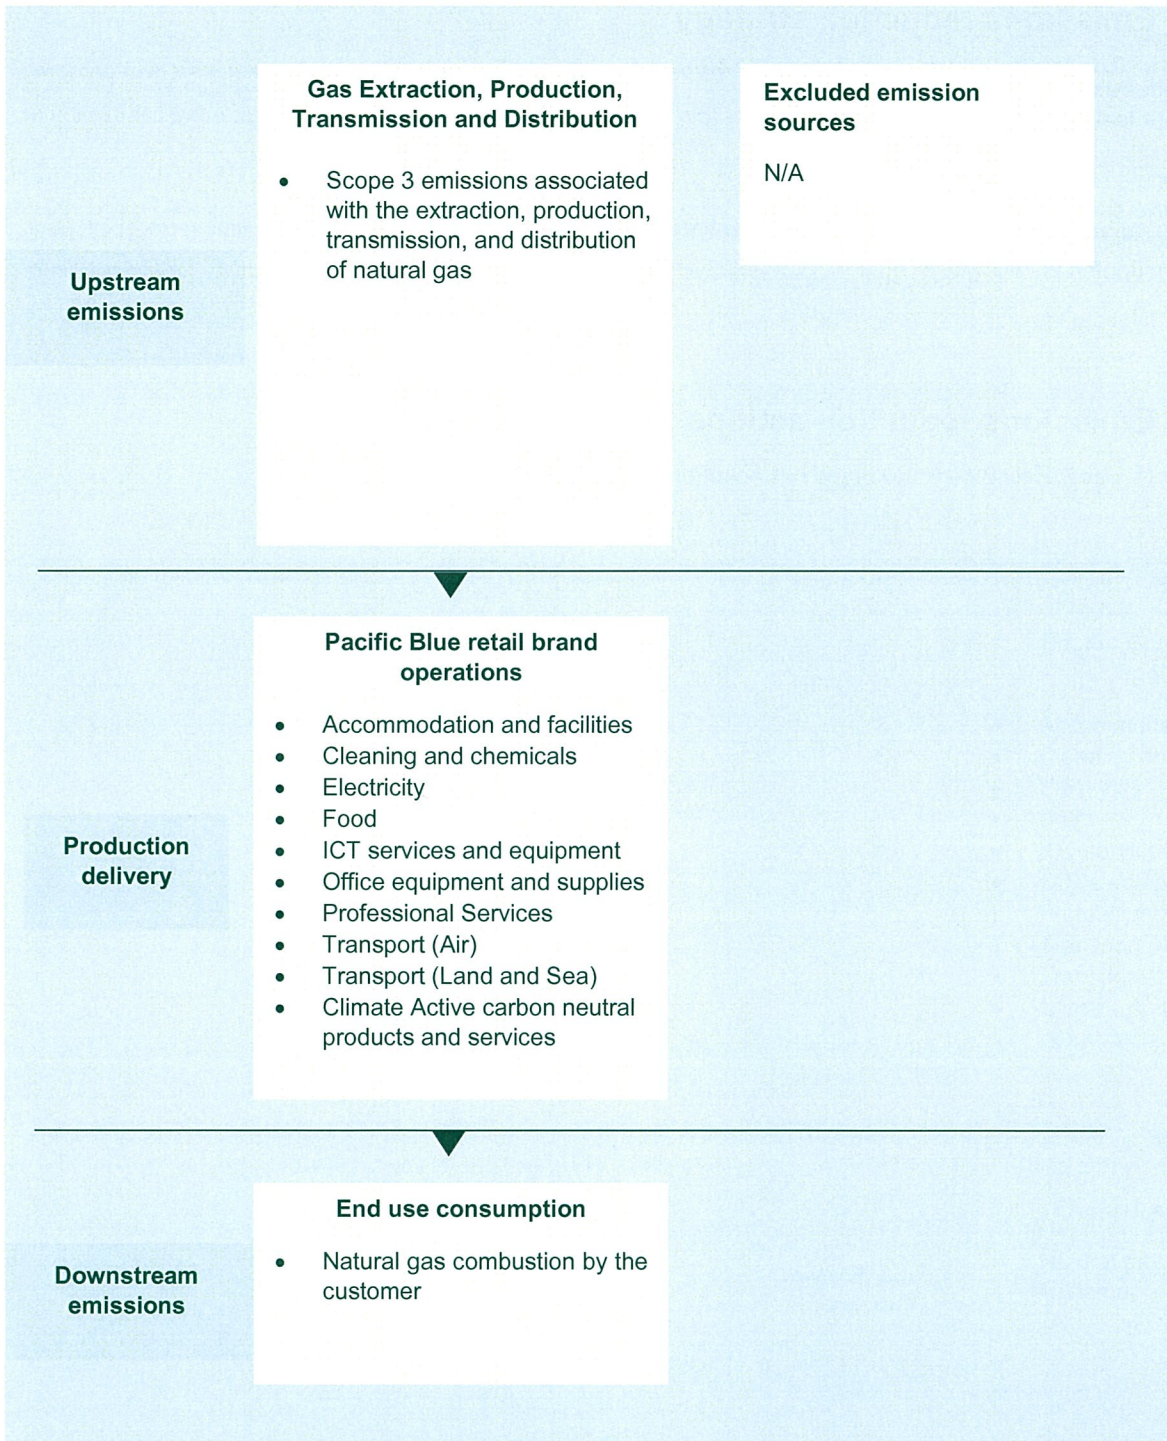 Gas Extraction, Production,
Transmission and Distribution
• Scope 3 emissions associated
with the extraction, production,
transmission, and distribution
of natural gas
Excluded emission
sources
N/A
Upstream
emissions
Pacific Blue retail brand
operations
• Accommodation and facilities
• Cleaning and chemicals
• Electricity
• Food
• ICT services and equipment
• Office equipment and supplies
• Professional Services
• Transport (Air)
• Transport (Land and Sea)
• Climate Active carbon neutral
products and services
Production
delivery
End use consumption
• Natural gas combustion by the
customer
Downstream
emissions